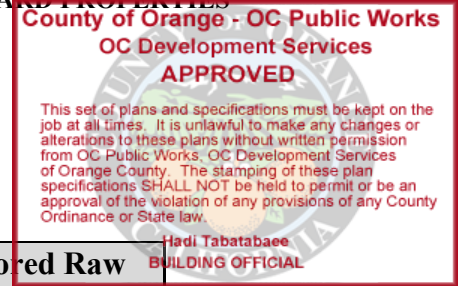 ARD PROPERTIES
County of Orange - OC Public Works
OC Development Services
APPROVED
This set of plans and specifications must be kept on the
job at all times. It is unlawful to make any changes or
alterations to these plans without written permission
from OC Public Works, OC Development Services
of Orange County. The stamping of these plan
specifications SHALL NOT be held to permit or be an
approval of the violation of any provisions of any County
Ordinance or State law.
Hadi Tabatabaee
ored Raw BUILDING OFFICIAL